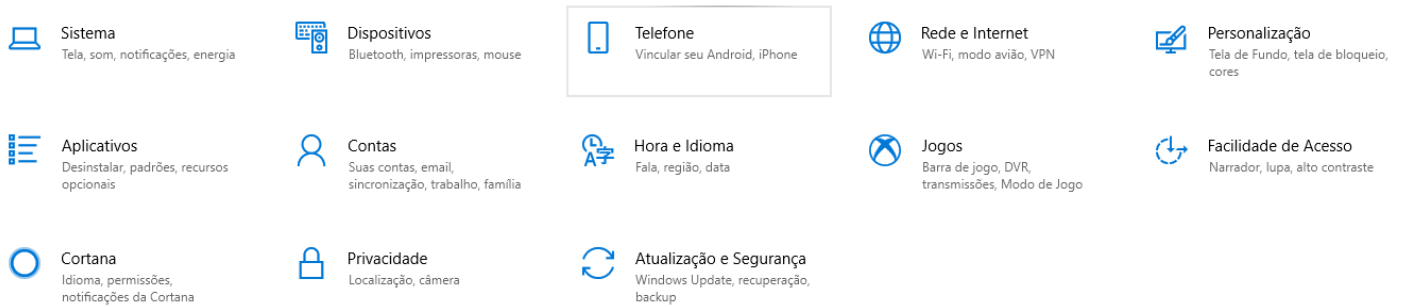 Sistema
Tela, som, notificações, energia
Dispositivos
Bluetooth, impressoras, mouse
Telefone
Vincular seu Android, iPhone
Rede e Internet
Wi-Fi, modo avião, VPN
Personalização
Tela de Fundo, tela de bloqueio,
cores
Aplicativos
Desinstalar, padrões, recursos
opcionais
Contas
Suas contas, email,
sincronização, trabalho, família
Hora e Idioma
Fala, região, data
Jogos
Barra de jogo, DVR,
transmissões, Modo de Jogo
Facilidade de Acesso
Narrador, lupa, alto contraste
Cortana
Idioma, permissões,
notificações da Cortana
Privacidade
Localização, câmera
Atualização e Segurança
Windows Update, recuperação,
backup